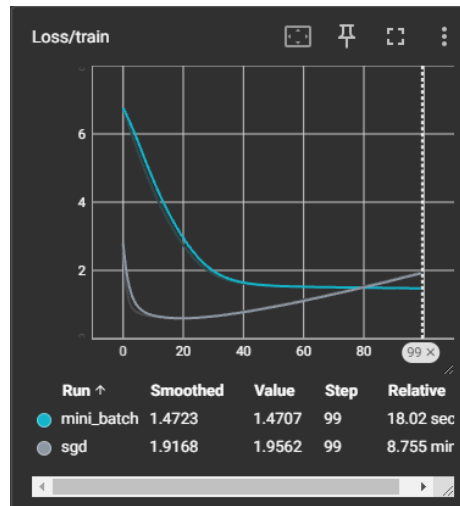 Loss/train
6
4
2
0 20 40 60 80 99 ×
Run ↑ Smoothed Value Step Relative
mini_batch 1.4723 1.4707 99 18.02 sec
sgd 1.9168 1.9562 99 8.755 mir